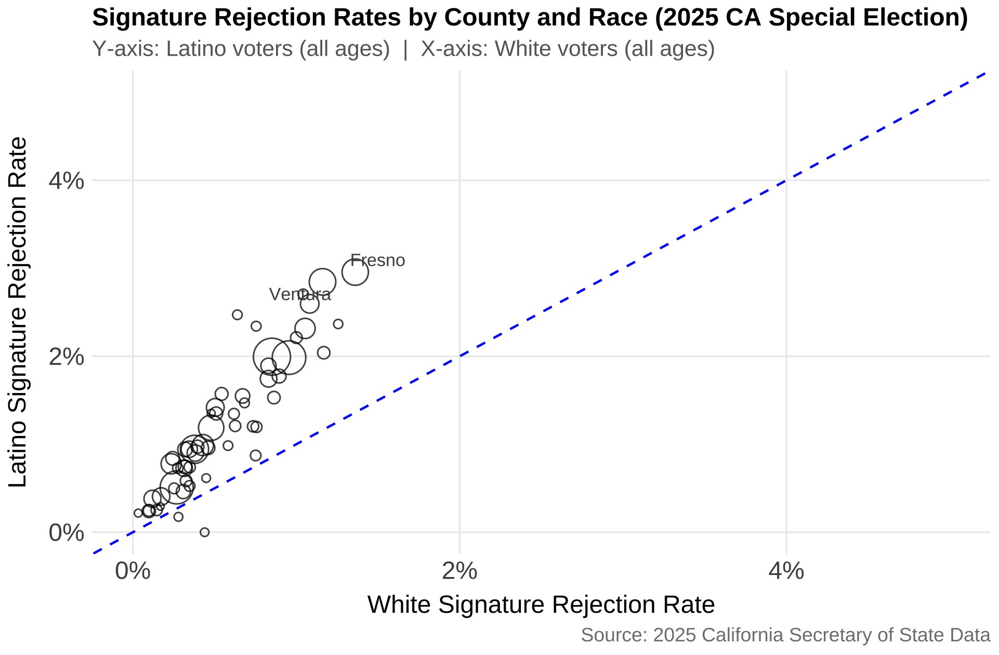 Signature Rejection Rates by County and Race (2025 CA Special Election)
Y-axis: Latino voters (all ages)  |  X-axis: White voters (all ages)
Latino Signature Rejection Rate
4%
2%
0%
Fresno
Ventura
0%
2%
4%
White Signature Rejection Rate
Source: 2025 California Secretary of State Data